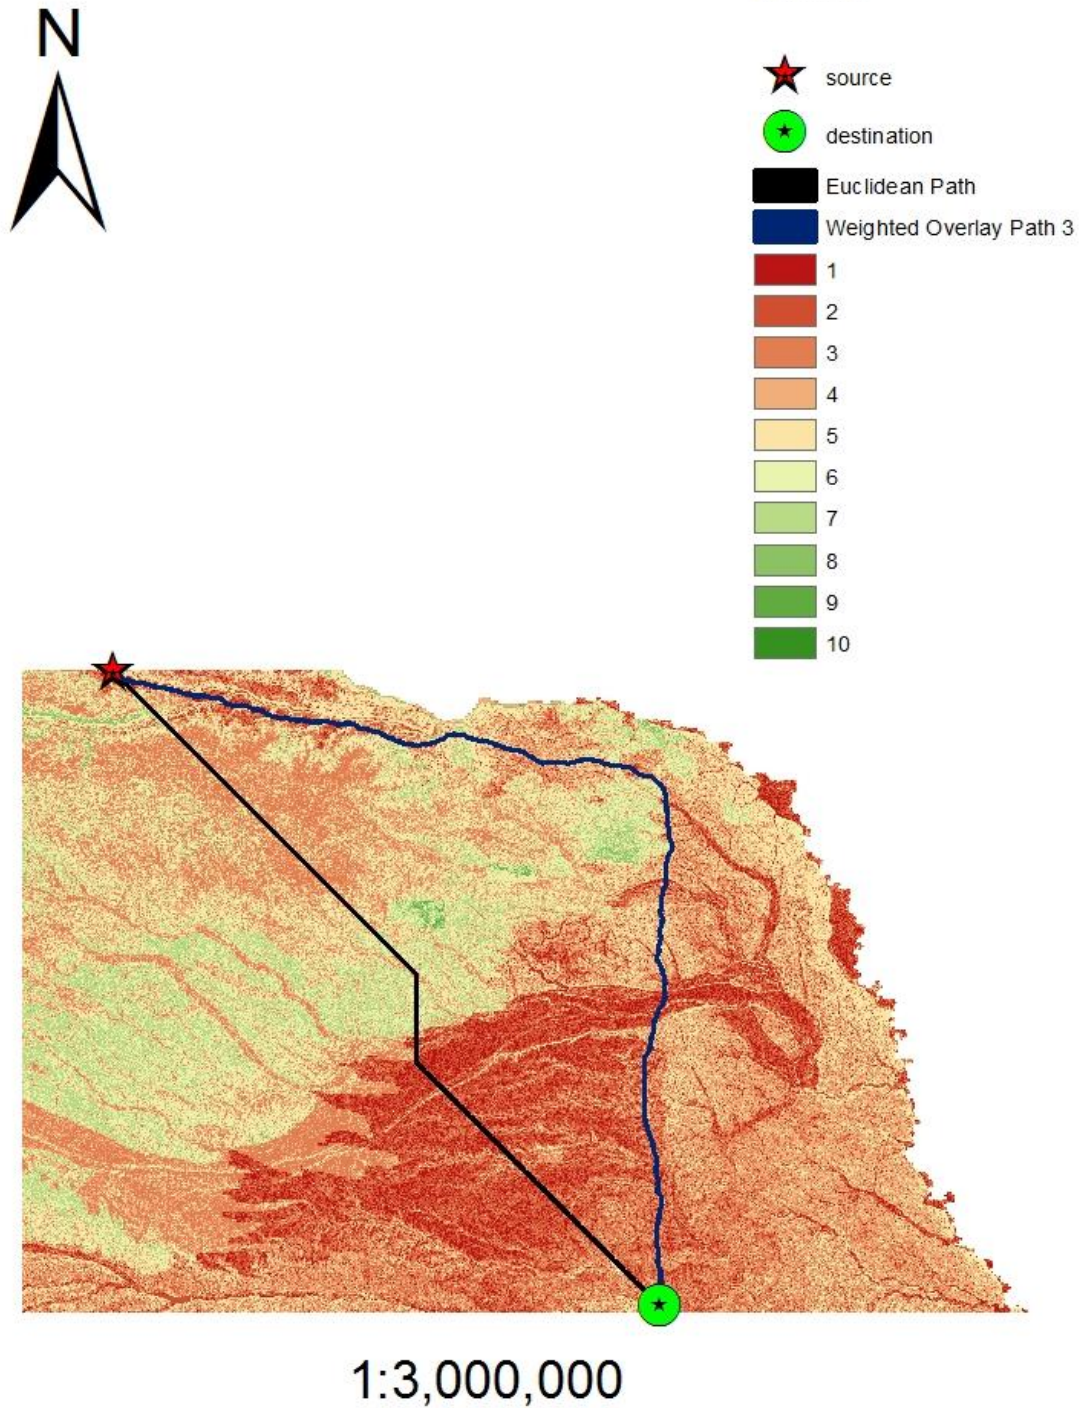 N
source
destination
Euclidean Path
Weighted Overlay Path 3
1
2
3
4
5
6
7
8
9
10
1:3,000,000